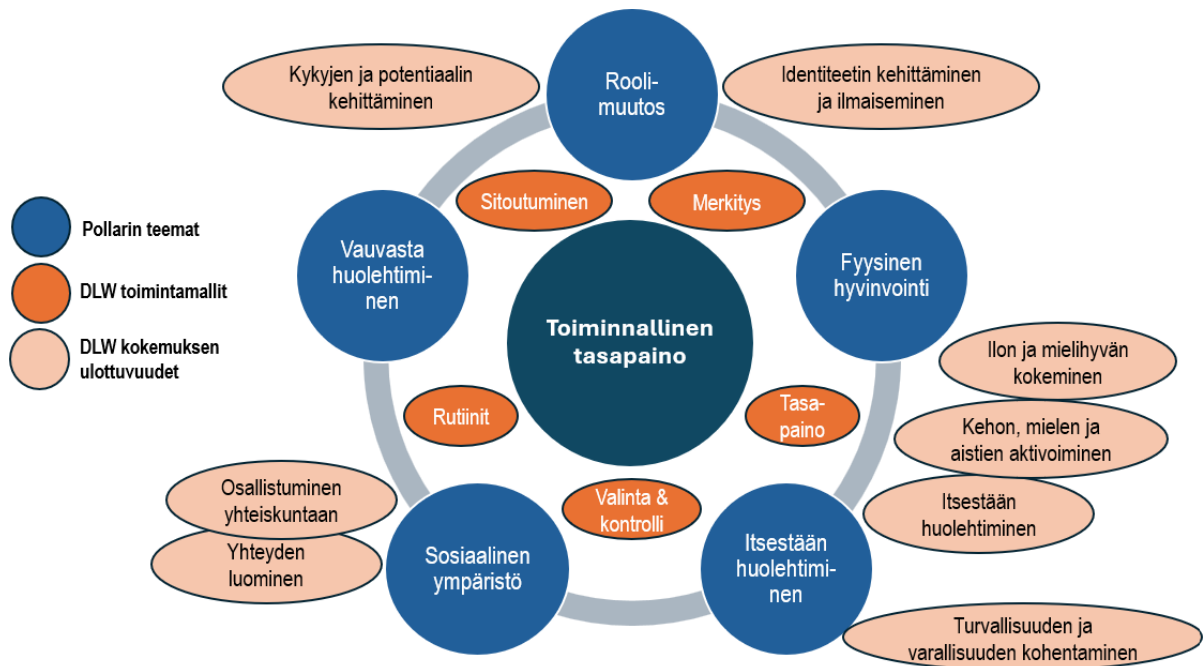 Kykyjen ja potentiaalin
kehittäminen
Rooli-
muutos
Identiteetin kehittäminen
ja ilmaiseminen
Sitoutuminen
Merkitys
Pollarin teemat
DLW toimintamallit
DLW kokemuksen
ulottuvuudet
Vauvasta
huolehtimi-
nen
Fyysinen
hyvinvointi
Toiminnallinen
tasapaino
Ilon ja mielihyvän
kokeminen
Rutiinit
Tasa-
paino
Kehon, mielen ja
aistien aktivoiminen
Osallistuminen
yhteiskuntaan
Valinta &
kontrolli
Itsestään
huolehtiminen
Yhteyden
luominen
Sosiaalinen
ympäristö
Itsestään
huolehtimi-
nen
Turvallisuuden ja
varallisuuden kohentaminen